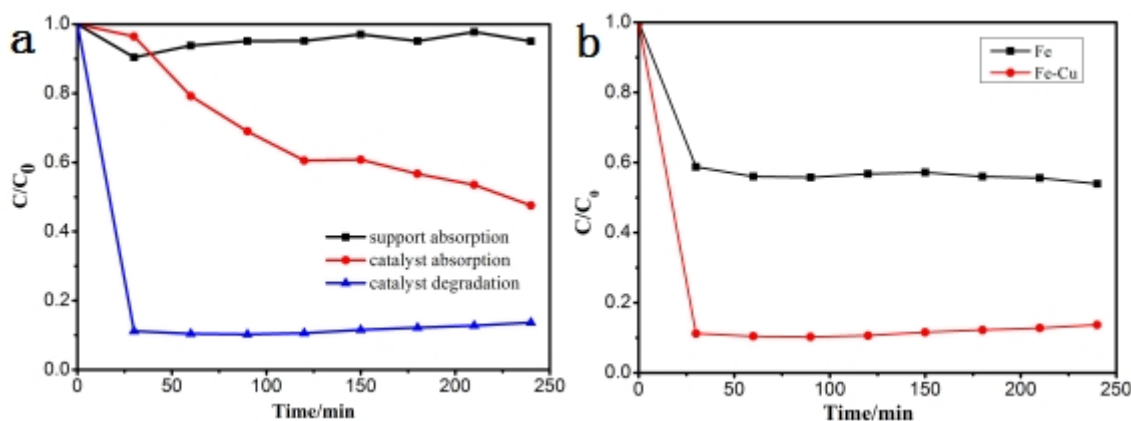 a
1.0
0.8
0.6
0.4
0.2
0.0
C/C0
support absorption
catalyst absorption
catalyst degradation
0 50 100 150 200 250
Time/min
b
1.0
0.8
0.6
0.4
0.2
0.0
C/C0
Fe
Fe-Cu
0 50 100 150 200 250
Time/min